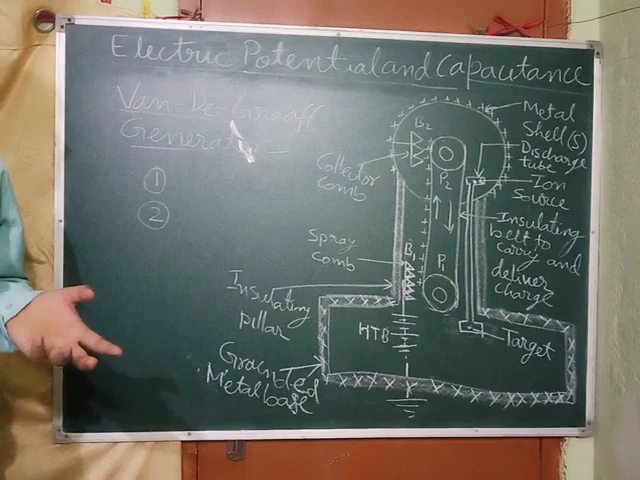 Electric Potential and Capacitance
Van-De-Graaff
Generator -
①
②
B2
Collector
comb
P2
Metal
Shell(S)
Discharge
tube
Ion
Source
Insulating
belt to
carry and
deliver
charge
Spray
comb
B1
P1
Insulating
pillar
HTB
Target
Grounded
Metal based